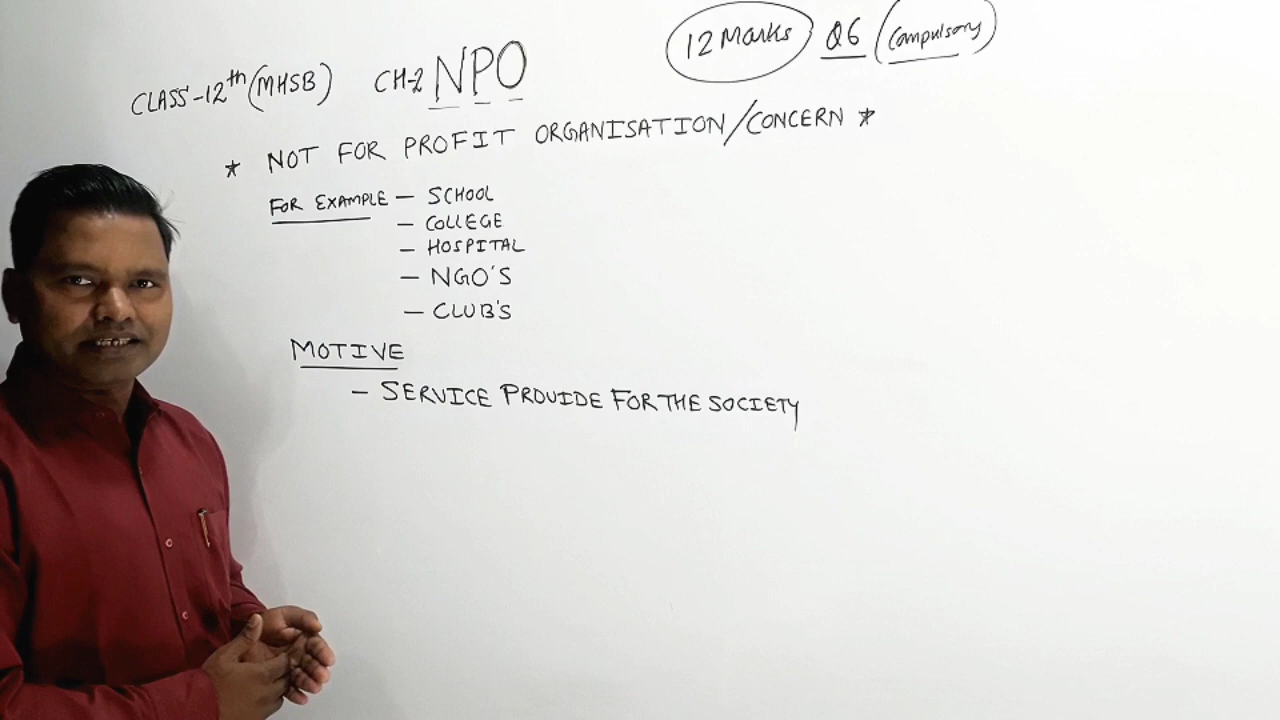 12 Marks Q6 (Compulsory)
CLASS-12th (MHSB) CH-2 NPO
* NOT FOR PROFIT ORGANISATION/CONCERN *
FOR EXAMPLE — SCHOOL
— COLLEGE
— HOSPITAL
— NGO'S
— CLUB'S
MOTIVE
— SERVICE PROVIDE FOR THE SOCIETY